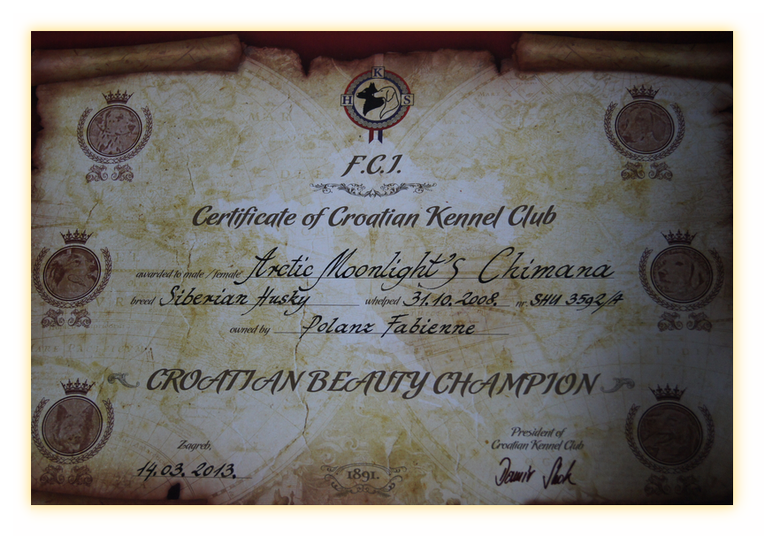 K
H S
F.C.I.
Certificate of Croatian Kennel Club
awarded to male / female Arctic Moonlight's Chimana
breed Siberian Husky whelped 31.10.2008. nr. SHU 3592/A
owned by Polanz Fabienne
CROATIAN BEAUTY CHAMPION
Zagreb, President of
Croatian Kennel Club
14.03.2013. 1891. Damir